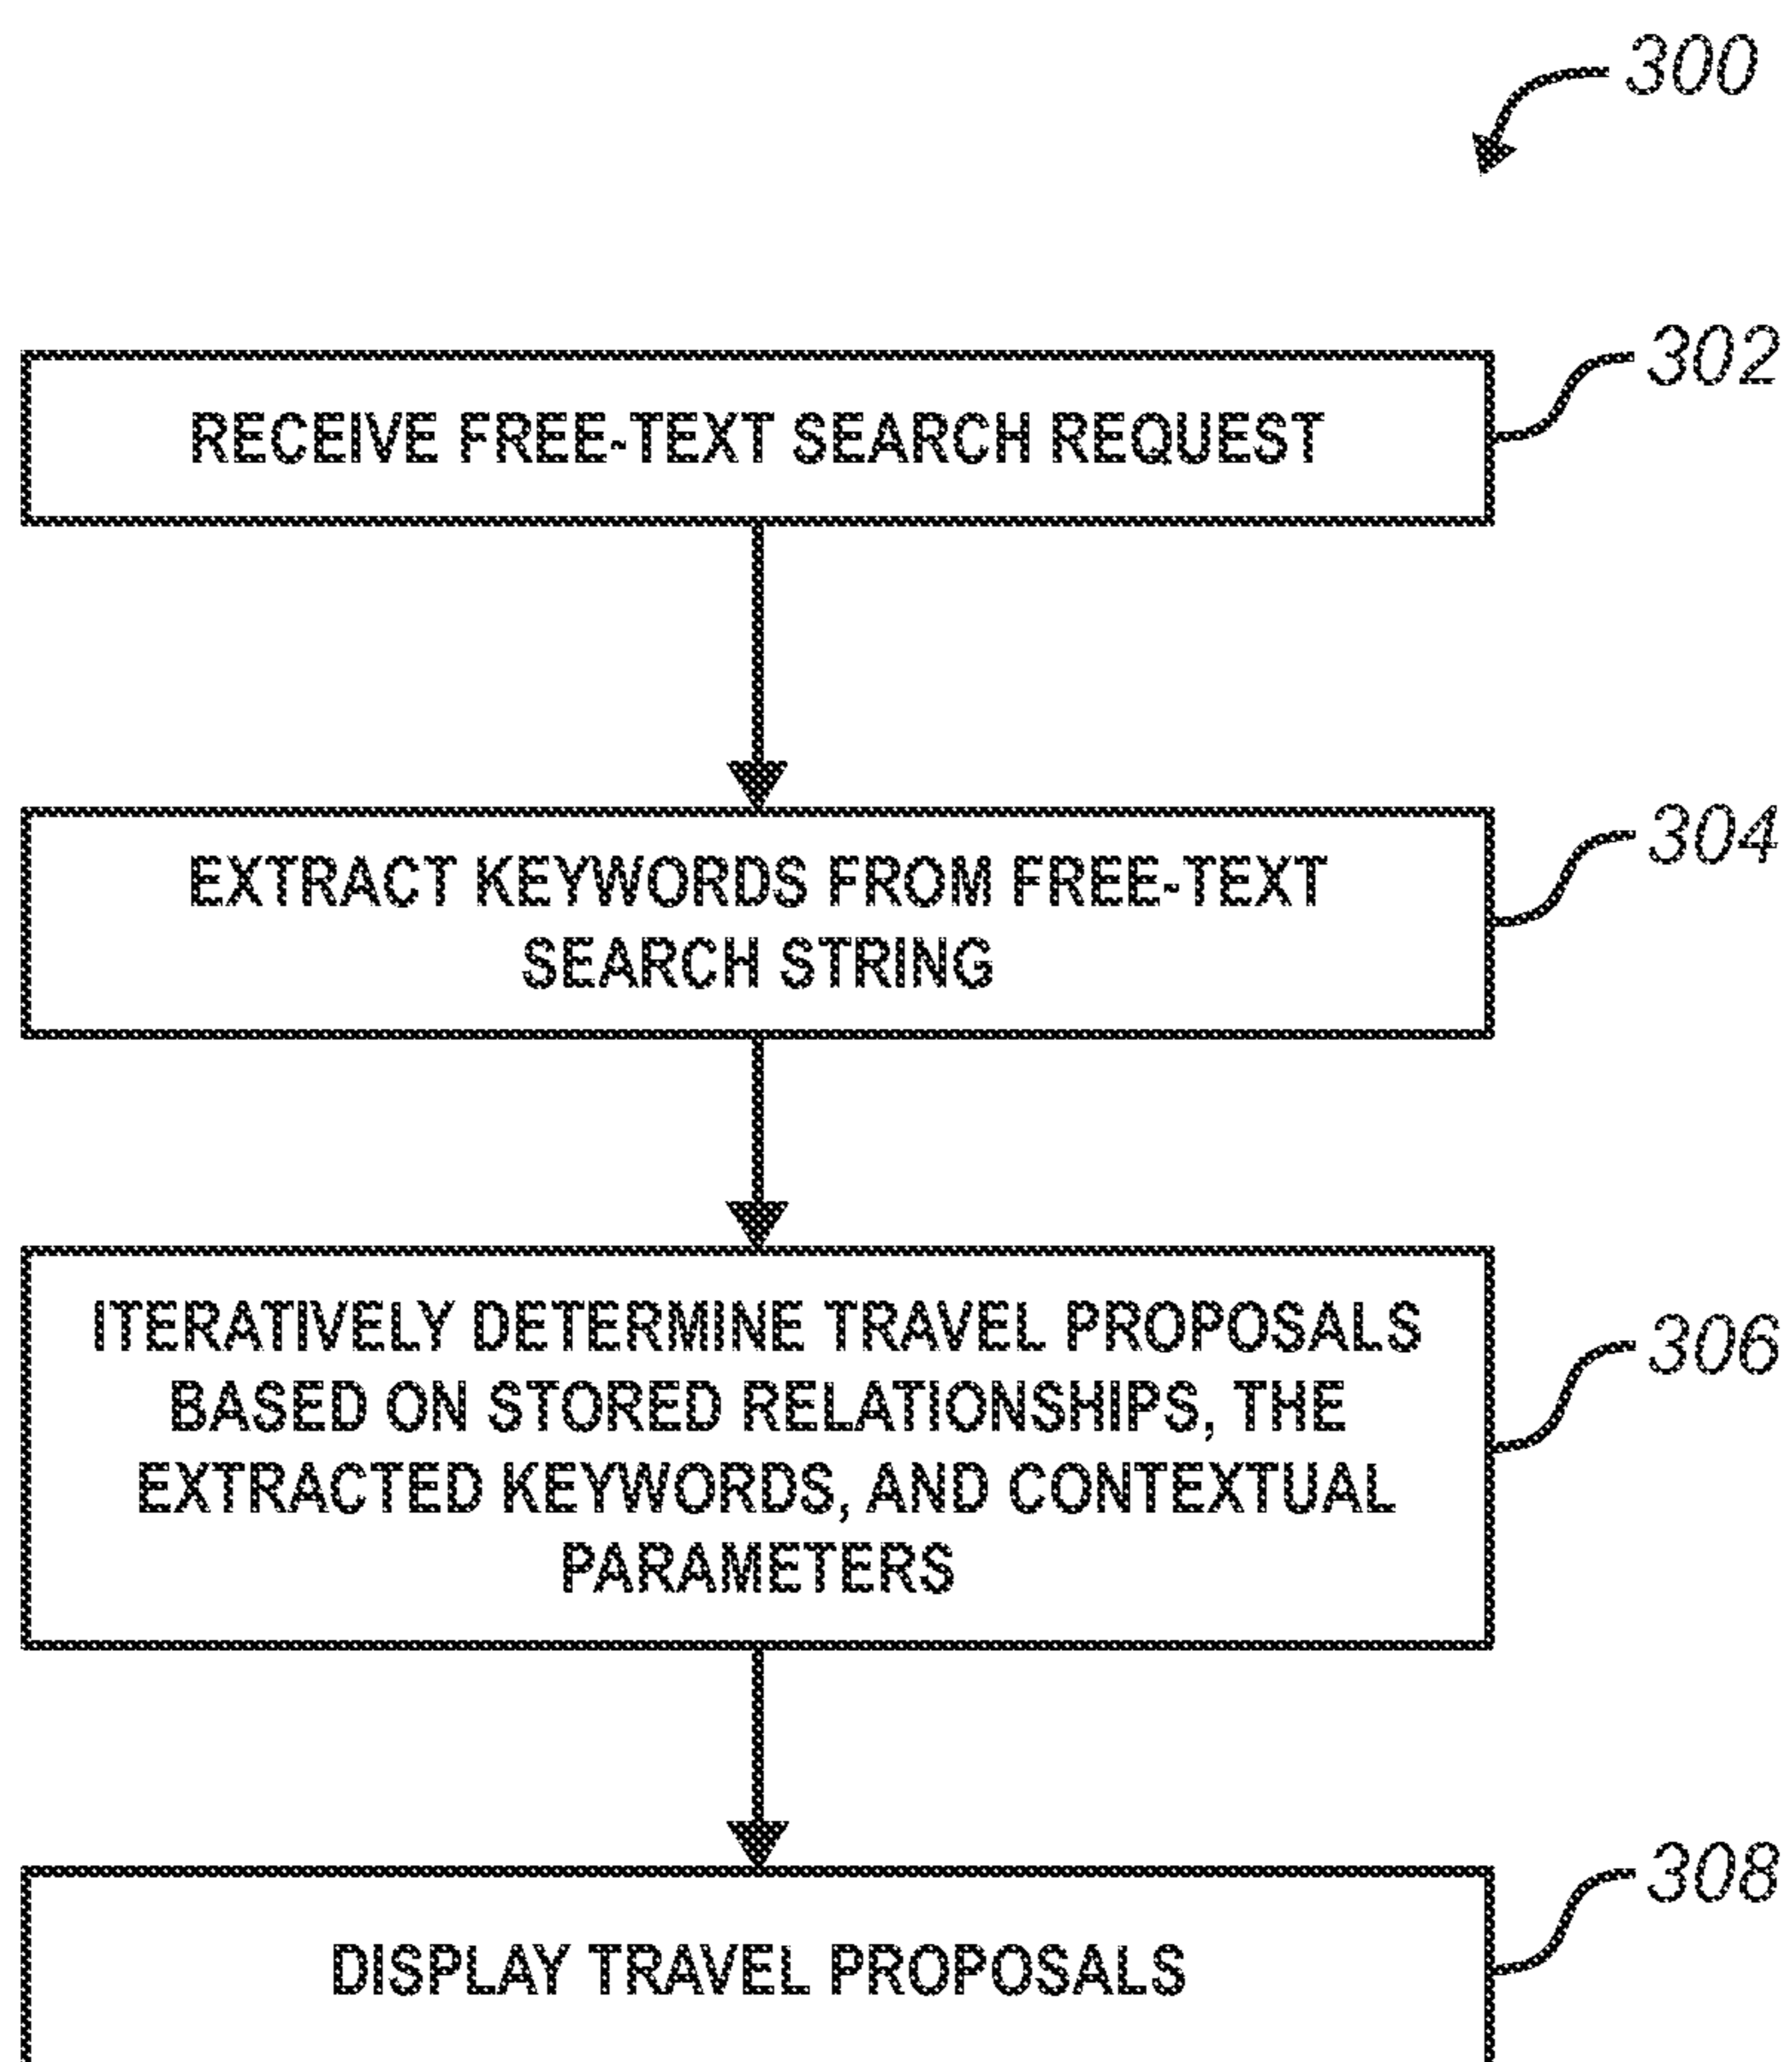 300
RECEIVE FREE-TEXT SEARCH REQUEST
302
EXTRACT KEYWORDS FROM FREE-TEXT
SEARCH STRING
304
ITERATIVELY DETERMINE TRAVEL PROPOSALS
BASED ON STORED RELATIONSHIPS, THE
EXTRACTED KEYWORDS, AND CONTEXTUAL
PARAMETERS
306
DISPLAY TRAVEL PROPOSALS
308